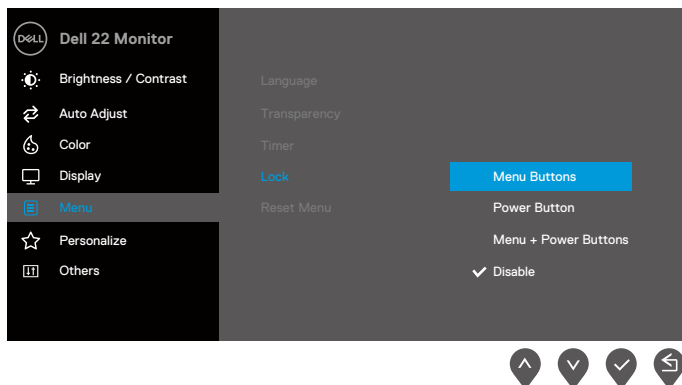 DELL
Dell 22 Monitor
Brightness / Contrast
Auto Adjust
Color
Display
Menu
Personalize
Others
Language
Transparency
Timer
Lock
Reset Menu
Menu Buttons
Power Button
Menu + Power Buttons
Disable